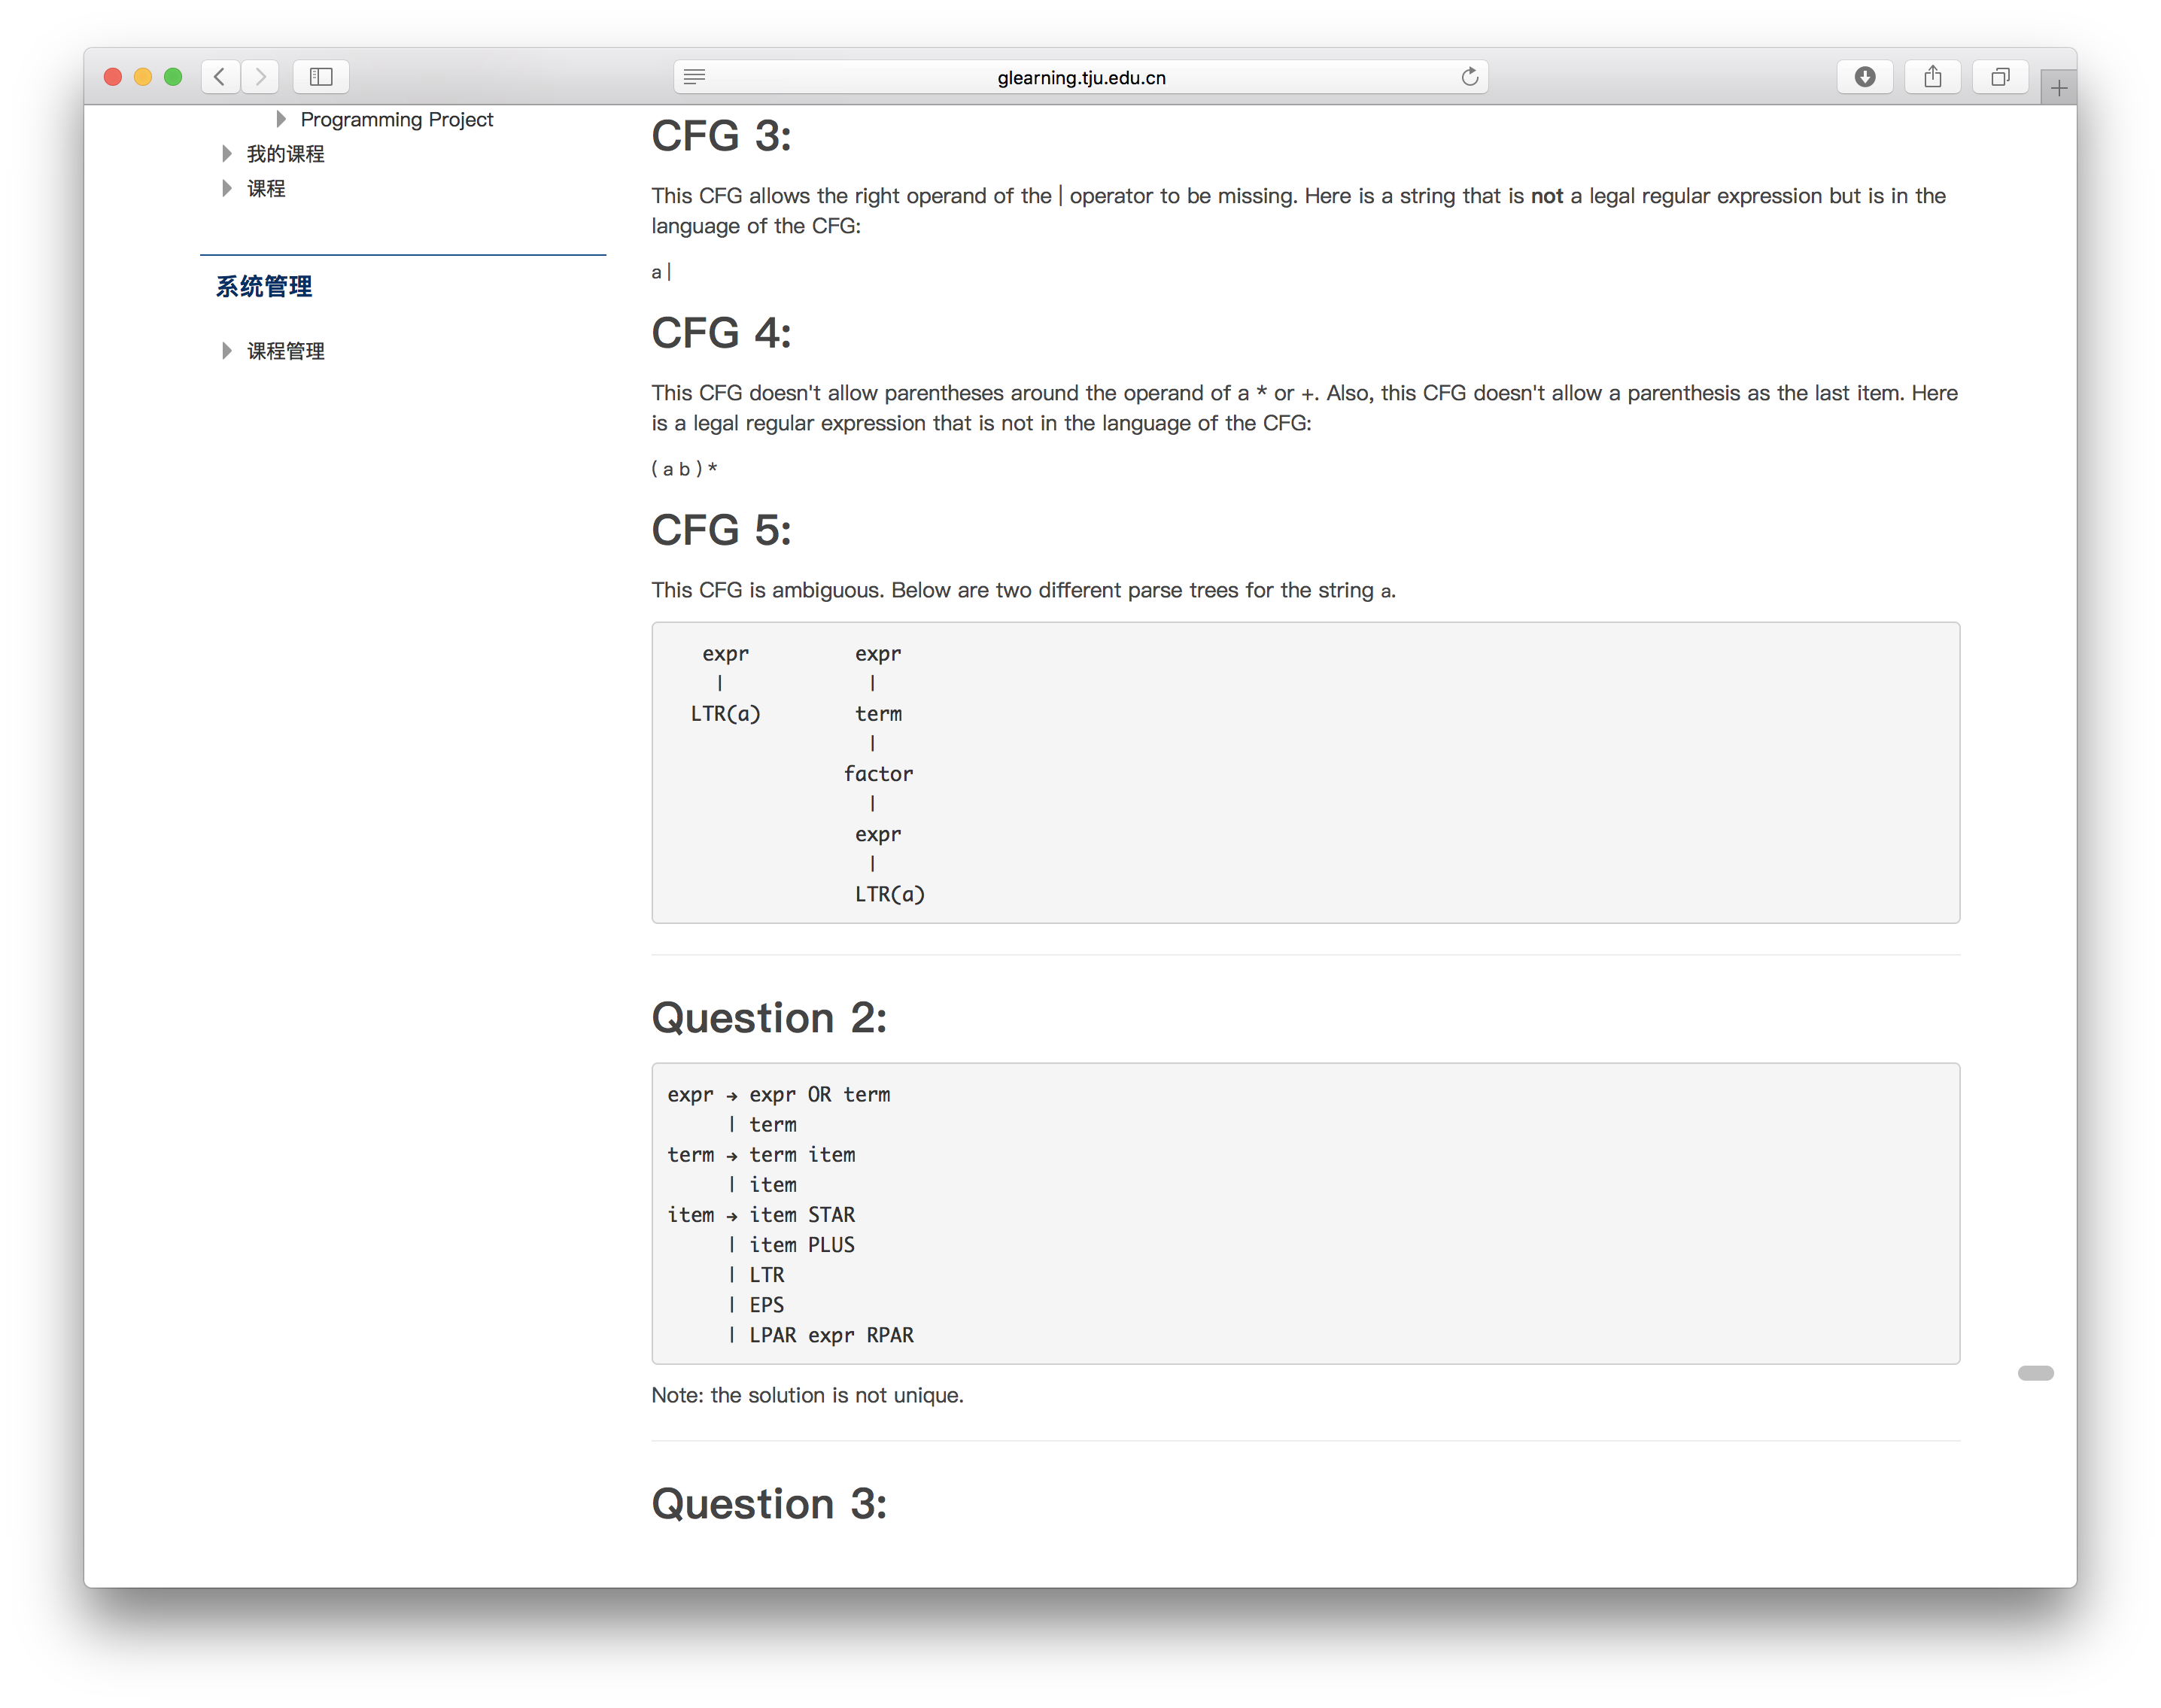 glearning.tju.edu.cn
Programming Project
我的课程
课程
系统管理
课程管理
CFG 3:
This CFG allows the right operand of the | operator to be missing. Here is a string that is not a legal regular expression but is in the
language of the CFG:
a |
CFG 4:
This CFG doesn't allow parentheses around the operand of a * or +. Also, this CFG doesn't allow a parenthesis as the last item. Here
is a legal regular expression that is not in the language of the CFG:
( a b ) *
CFG 5:
This CFG is ambiguous. Below are two different parse trees for the string a.
expr expr
| |
LTR(a) term
|
factor
|
expr
|
LTR(a)
Question 2:
expr → expr OR term
| term
term → term item
| item
item → item STAR
| item PLUS
| LTR
| EPS
| LPAR expr RPAR
Note: the solution is not unique.
Question 3: